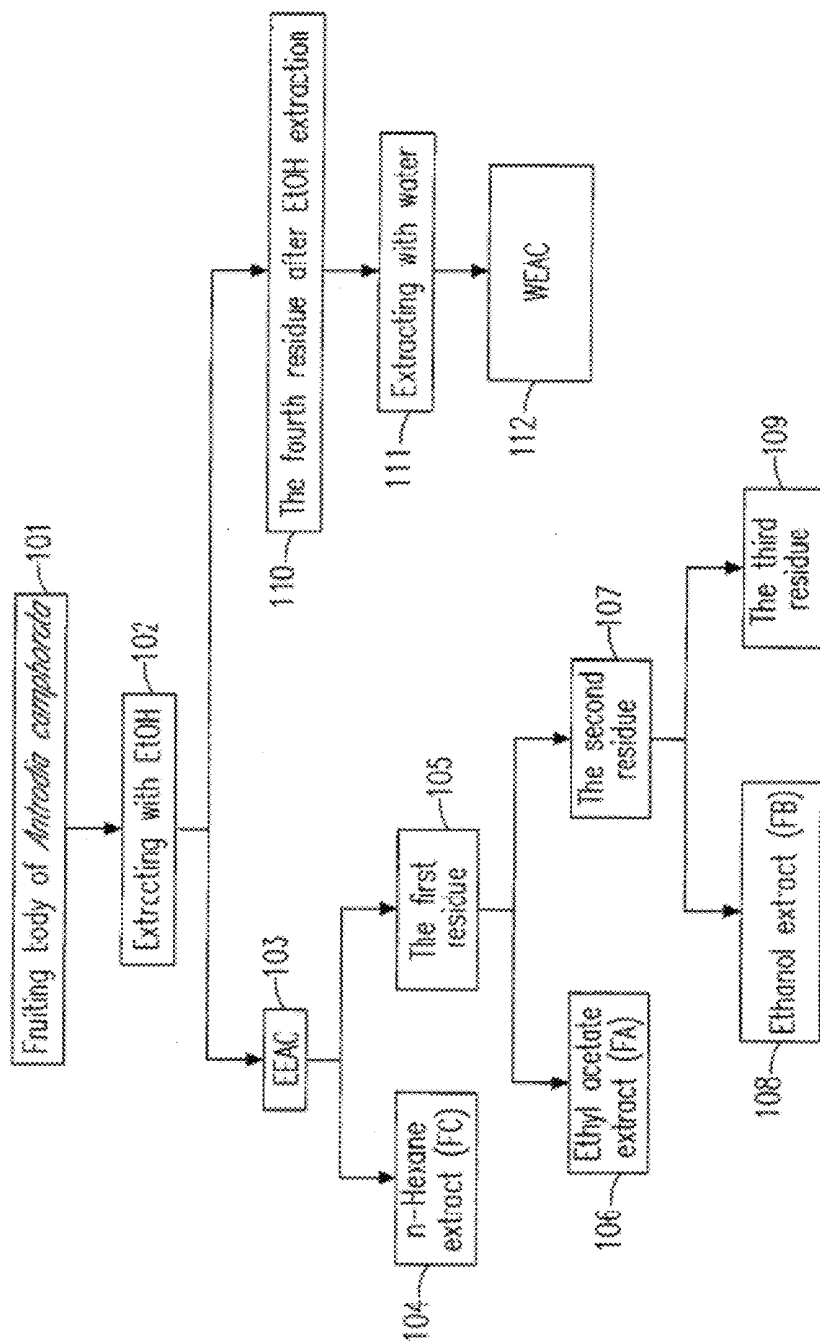 Fruiting body of Antrodia camphorata
101
Extracting with EtOH
102
EEAC
103
The fourth residue after EtOH extraction
110
n-Hexane
extract (FC)
104
The first
residue
105
Extracting with water
111
Ethyl acetate
extract (FA)
106
The second
residue
107
WEAC
112
Ethanol extract (FB)
108
The third
residue
109